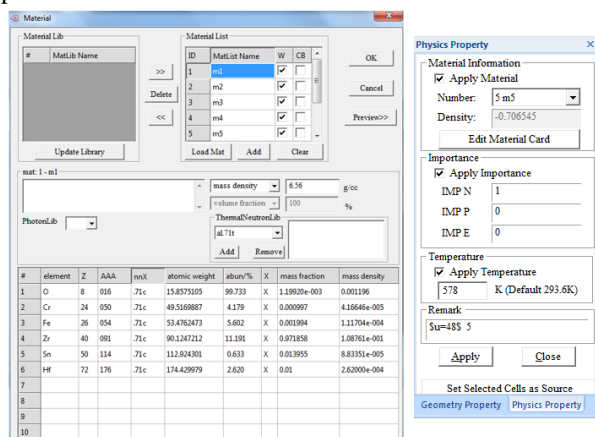 Material
Material Lib
# MatLib Name
Update Library
>>
Delete
<<
Material List
ID MatList Name W CB
1 m1
2 m2
3 m3
4 m4
5 m5
Load Mat Add Clear
OK
Cancel
Preview>>
mat: 1 - m1
mass density 6.56 g/cc
volume fraction 100 %
PhotonLib
ThermalNeutronLib
al.71t
Add Remove
# element Z AAA nnX atomic weight abun/% X mass fraction mass density
1 O 8 016 .71c 15.8575105 99.733 X 1.19920e-003 0.001196
2 Cr 24 050 .71c 49.5169887 4.179 X 0.000997 4.16646e-005
3 Fe 26 054 .71c 53.4762473 5.602 X 0.001994 1.11704e-004
4 Zr 40 091 .71c 90.1247212 11.191 X 0.971858 1.08761e-001
5 Sn 50 114 .71c 112.924301 0.633 X 0.013955 8.83351e-005
6 Hf 72 176 .71c 174.429979 2.620 X 0.01 2.62000e-004
7
8
9
10
Physics Property
Material Information
Apply Material
Number: 5 m5
Density: -0.706545
Edit Material Card
Importance
Apply Importance
IMP N 1
IMP P 0
IMP E 0
Temperature
Apply Temperature
578 K (Default 293.6K)
Remark
$u=48$ 5
Apply Close
Set Selected Cells as Source
Geometry Property Physics Property